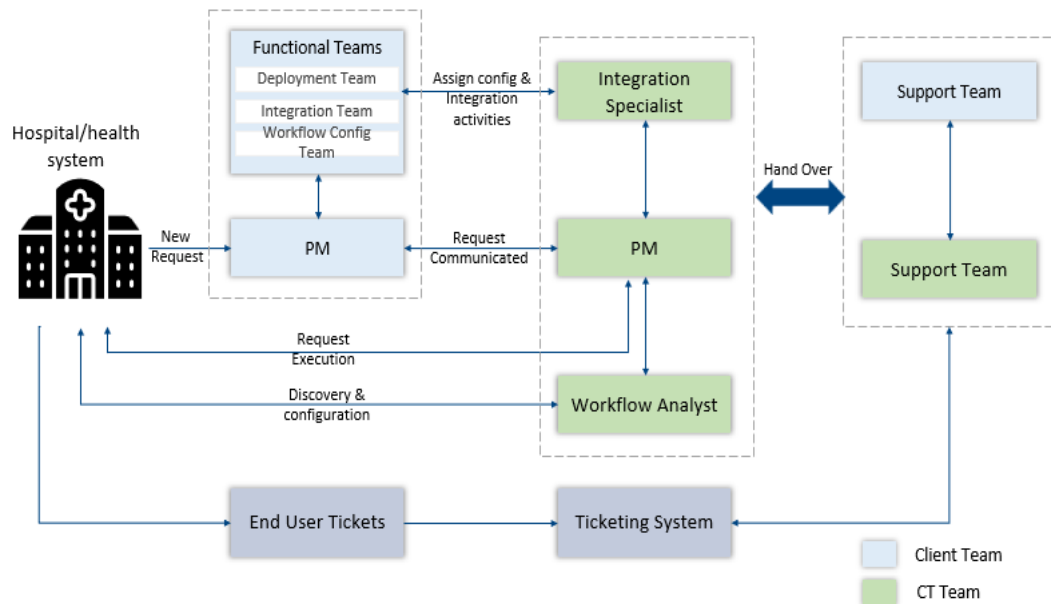 Functional Teams
Deployment Team
Integration Team
Workflow Config
Team
Assign config &
Integration
activities
Integration
Specialist
Support Team
Hospital/health
system
Hand Over
New
Request
PM
Request
Communicated
PM
Support Team
Request
Execution
Discovery &
configuration
Workflow Analyst
End User Tickets
Ticketing System
Client Team
CT Team